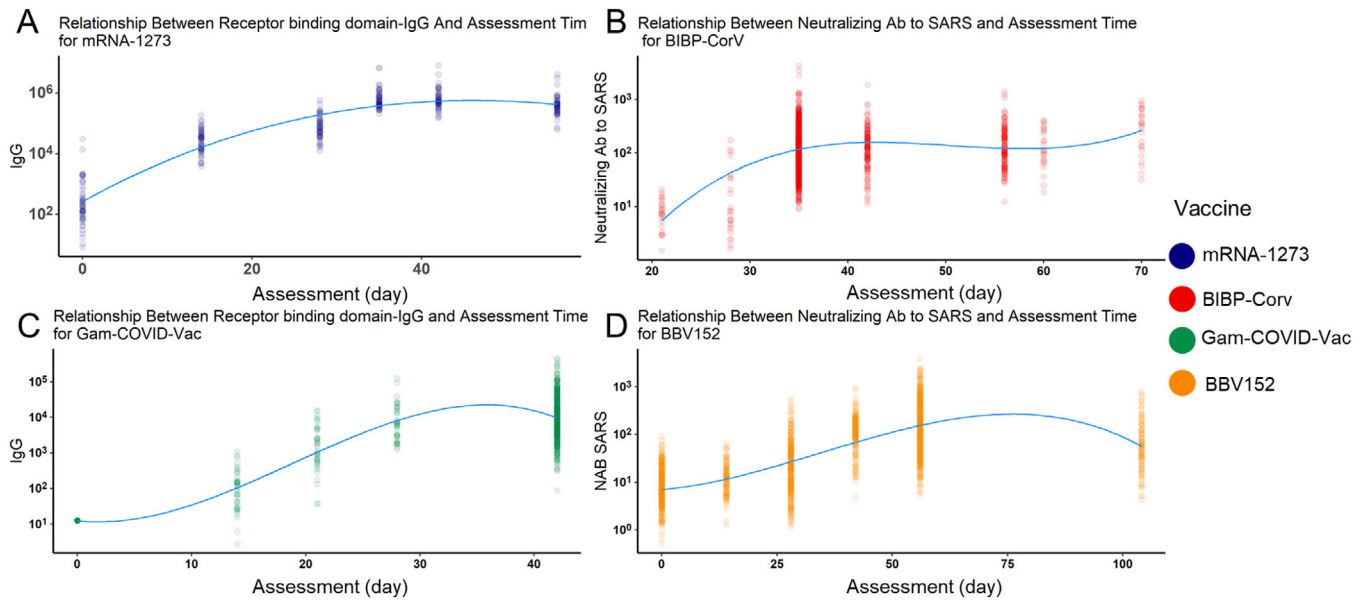 A
Relationship Between Receptor binding domain-IgG And Assessment Tim
for mRNA-1273
IgG
10⁶
10⁴
10²
0
20
40
Assessment (day)
B
Relationship Between Neutralizing Ab to SARS and Assessment Time
for BIBP-CorV
Neutralizing Ab to SARS
10³
10²
10¹
20
30
40
50
60
70
Assessment (day)
C
Relationship Between Receptor binding domain-IgG and Assessment Time
for Gam-COVID-Vac
IgG
10⁵
10⁴
10³
10²
10¹
0
10
20
30
40
Assessment (day)
D
Relationship Between Neutralizing Ab to SARS and Assessment Time
for BBV152
NAB SARS
10³
10²
10¹
10⁰
0
25
50
75
100
Assessment (day)
Vaccine
mRNA-1273
BIBP-Corv
Gam-COVID-Vac
BBV152